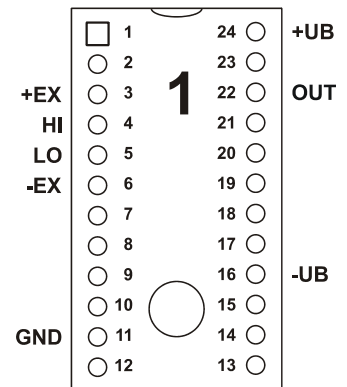 1 24 +UB
2 23
+EX 3 22 OUT
1
HI 4 21
LO 5 20
-EX 6 19
7 18
8 17
9 16 -UB
10 15
GND 11 14
12 13